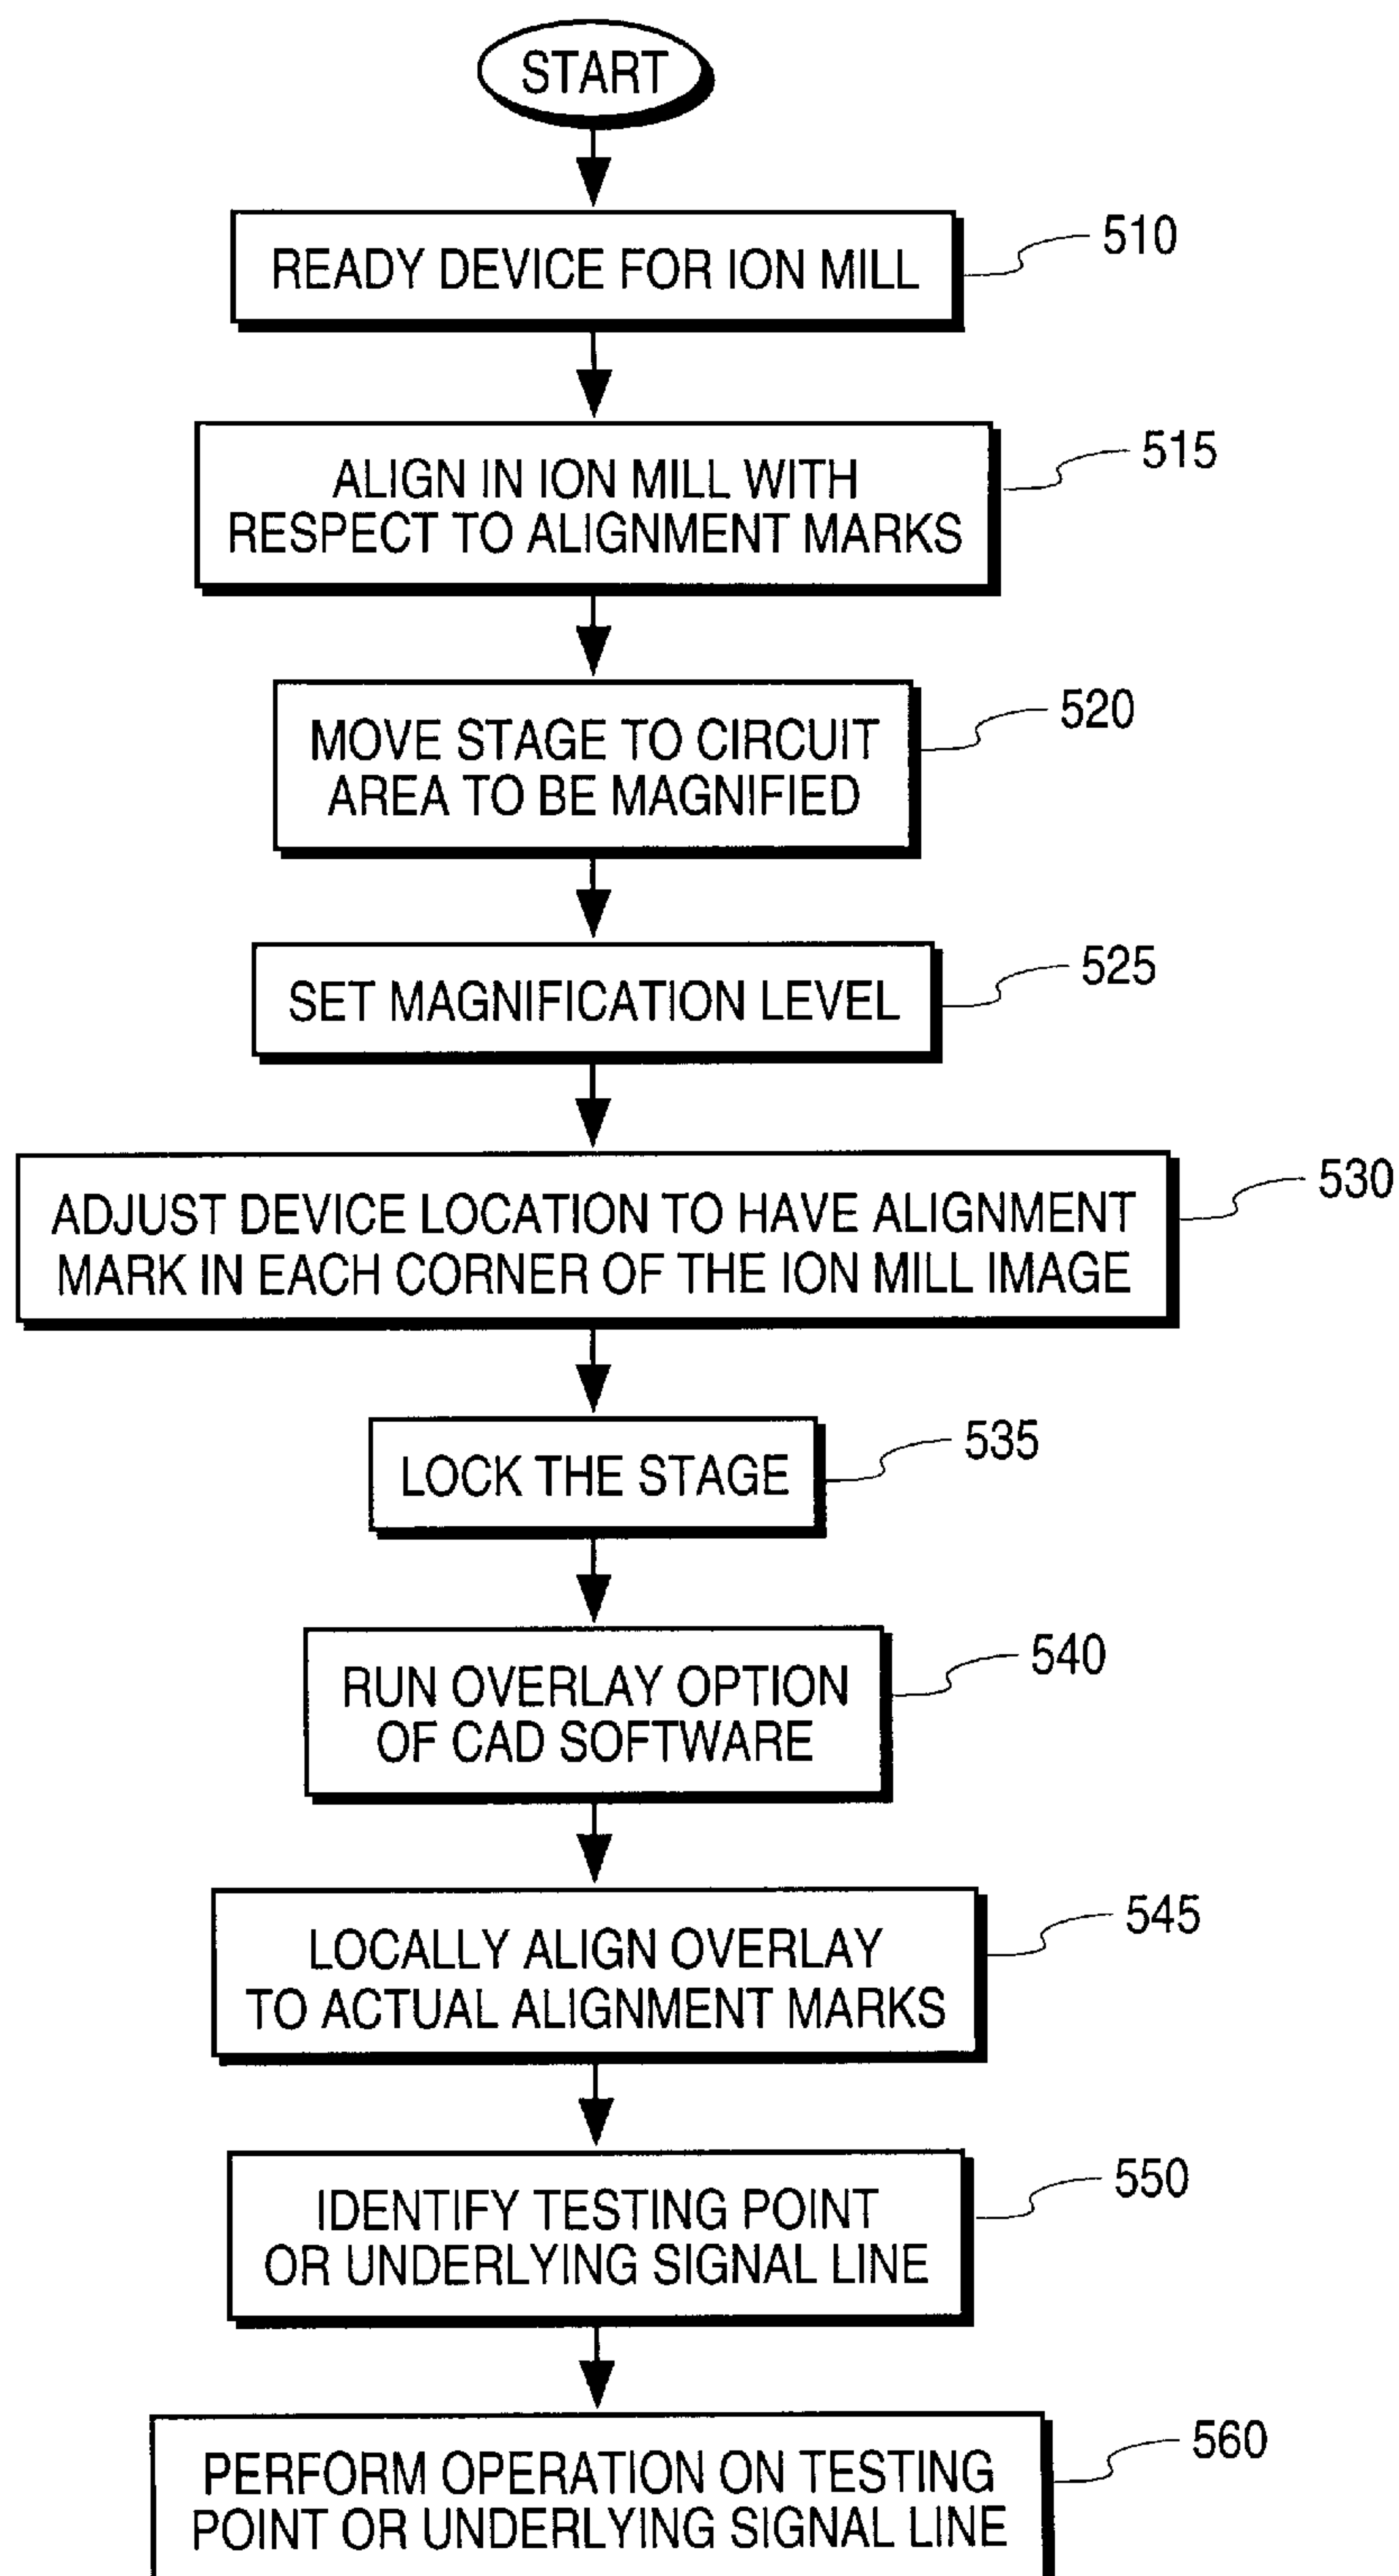 START
READY DEVICE FOR ION MILL
510
ALIGN IN ION MILL WITH
RESPECT TO ALIGNMENT MARKS
515
MOVE STAGE TO CIRCUIT
AREA TO BE MAGNIFIED
520
SET MAGNIFICATION LEVEL
525
ADJUST DEVICE LOCATION TO HAVE ALIGNMENT
MARK IN EACH CORNER OF THE ION MILL IMAGE
530
LOCK THE STAGE
535
RUN OVERLAY OPTION
OF CAD SOFTWARE
540
LOCALLY ALIGN OVERLAY
TO ACTUAL ALIGNMENT MARKS
545
IDENTIFY TESTING POINT
OR UNDERLYING SIGNAL LINE
550
PERFORM OPERATION ON TESTING
POINT OR UNDERLYING SIGNAL LINE
560